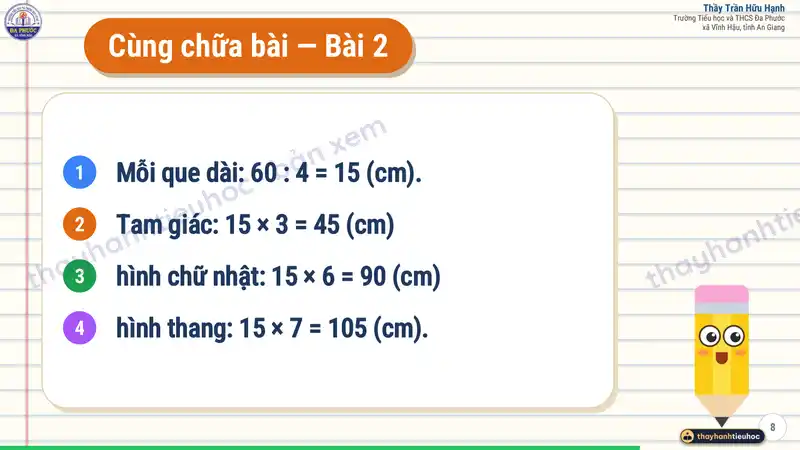 Thầy Trần Hữu Hạnh
Trường Tiểu học và THCS Đa Phước
xã Vĩnh Hậu, tỉnh An Giang
ĐA PHƯỚC
Cùng chữa bài – Bài 2
1 Mỗi que dài: 60 : 4 = 15 (cm).
2 Tam giác: 15 × 3 = 45 (cm)
3 hình chữ nhật: 15 × 6 = 90 (cm)
4 hình thang: 15 × 7 = 105 (cm).
thayhanhtieuhoc
8